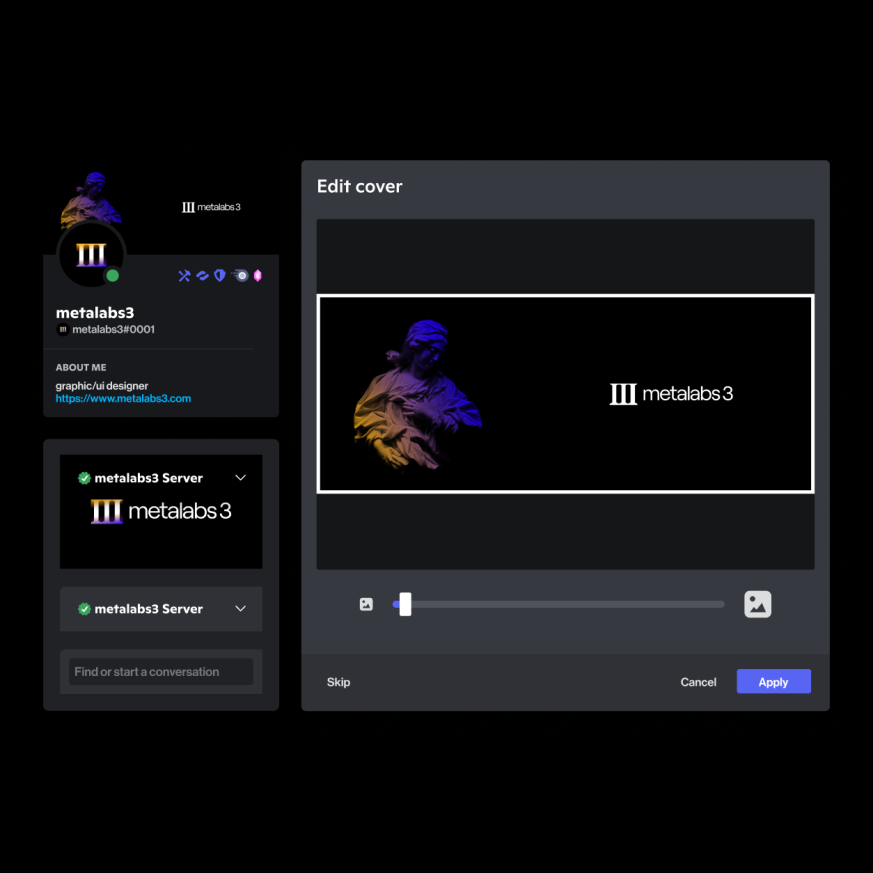 metalabs3
metalabs3
metalabs3#0001
ABOUT ME
graphic/ui designer
https://www.metalabs3.com
metalabs3 Server
metalabs3
metalabs3 Server
Find or start a conversation
Edit cover
metalabs3
Skip
Cancel
Apply